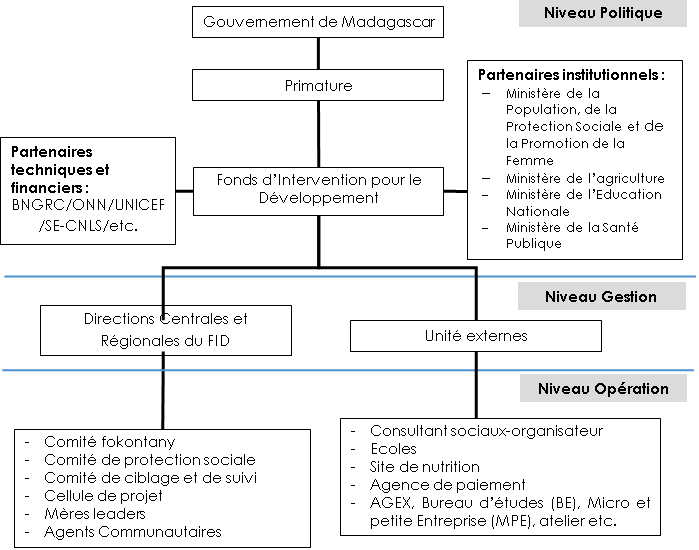 Gouvernement de Madagascar
Niveau Politique
Primature
Partenaires institutionnels :
– Ministère de la
Population, de la
Protection Sociale et de
la Promotion de la
Femme
– Ministère de l’agriculture
– Ministère de l’Education
Nationale
– Ministère de la Santé
Publique
Partenaires
techniques et
financiers :
BNGRC/ONN/UNICEF
/SE-CNLS/etc.
Fonds d’Intervention pour le
Développement
Niveau Gestion
Directions Centrales et
Régionales du FID
Unité externes
Niveau Opération
- Comité fokontany
- Comité de protection sociale
- Comité de ciblage et de suivi
- Cellule de projet
- Mères leaders
- Agents Communautaires
- Consultant sociaux-organisateur
- Ecoles
- Site de nutrition
- Agence de paiement
- AGEX, Bureau d’études (BE), Micro et
petite Entreprise (MPE), atelier etc.